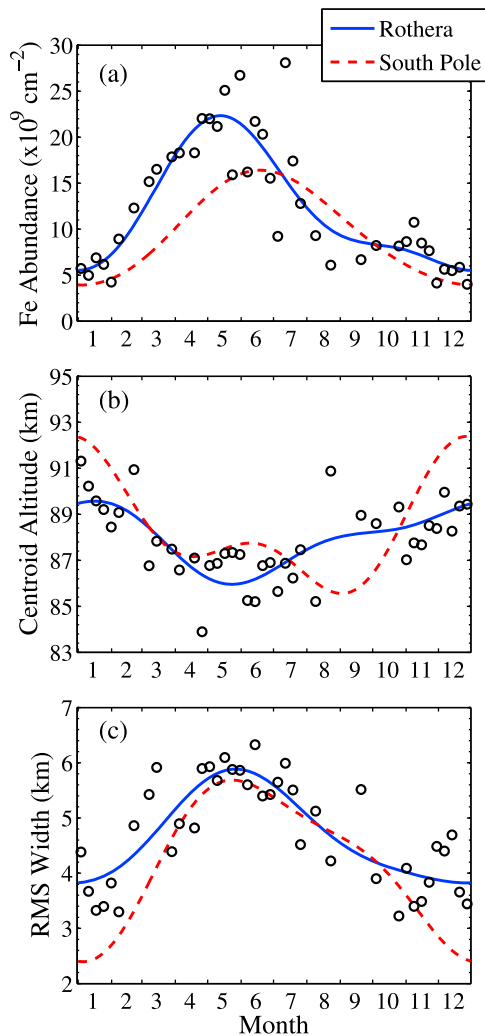 Rothera
South Pole
(a)
Fe Abundance (x10⁹ cm⁻²)
30
25
20
15
10
5
0
1 2 3 4 5 6 7 8 9 10 11 12
(b)
Centroid Altitude (km)
95
93
91
89
87
85
83
1 2 3 4 5 6 7 8 9 10 11 12
(c)
RMS Width (km)
7
6
5
4
3
2
1 2 3 4 5 6 7 8 9 10 11 12
Month